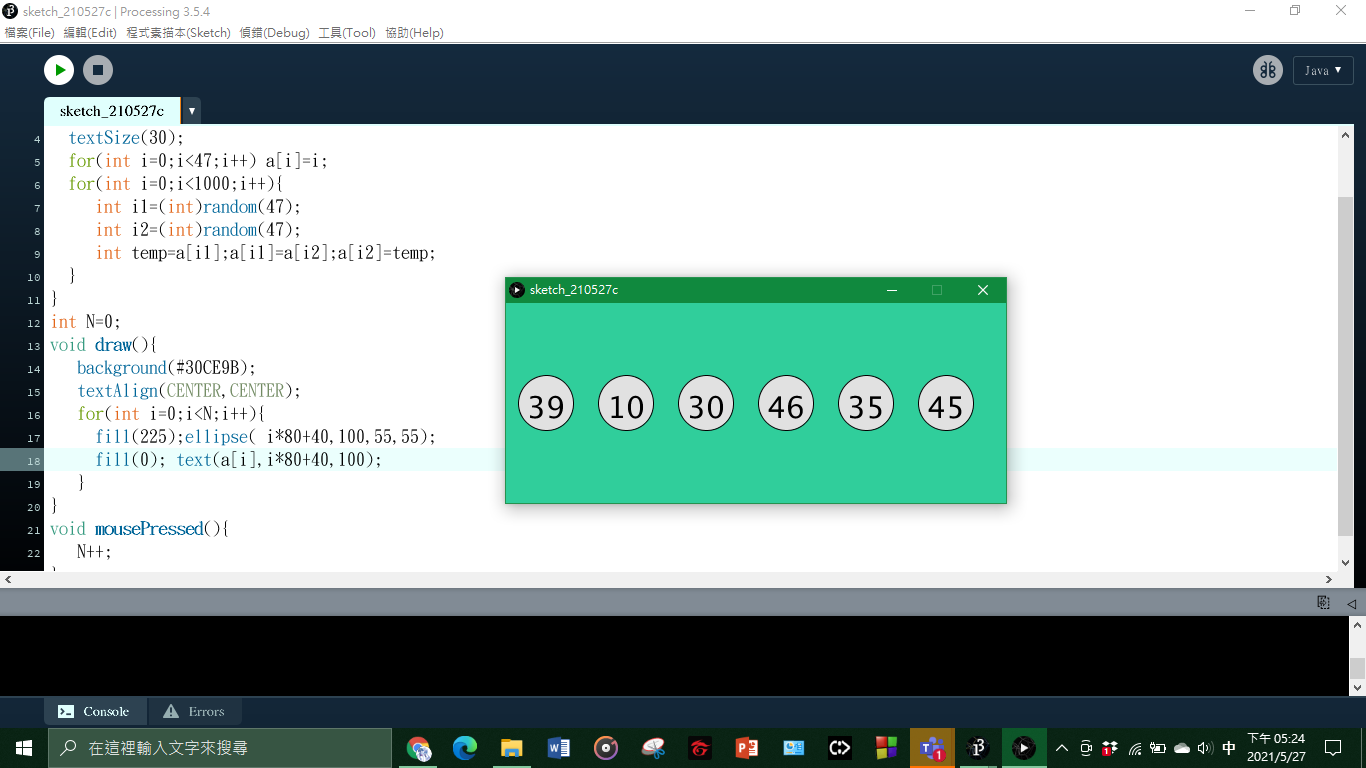 sketch_210527c | Processing 3.5.4
檔案(File) 編輯(Edit) 程式素描本(Sketch) 偵錯(Debug) 工具(Tool) 協助(Help)
Java ▼
sketch_210527c ▼
4 textSize(30);
5 for(int i=0;i<47;i++) a[i]=i;
6 for(int i=0;i<1000;i++){
7 int i1=(int)random(47);
8 int i2=(int)random(47);
9 int temp=a[i1];a[i1]=a[i2];a[i2]=temp;
10 }
11 }
12 int N=0;
13 void draw(){
14 background(#30CE9B);
15 textAlign(CENTER,CENTER);
16 for(int i=0;i<N;i++){
17 fill(225);ellipse( i*80+40,100,55,55);
18 fill(0); text(a[i],i*80+40,100);
19 }
20 }
21 void mousePressed(){
22 N++;
sketch_210527c
39 10 30 46 35 45
Console Errors
在這裡輸入文字來搜尋
1
中
下午 05:24
2021/5/27